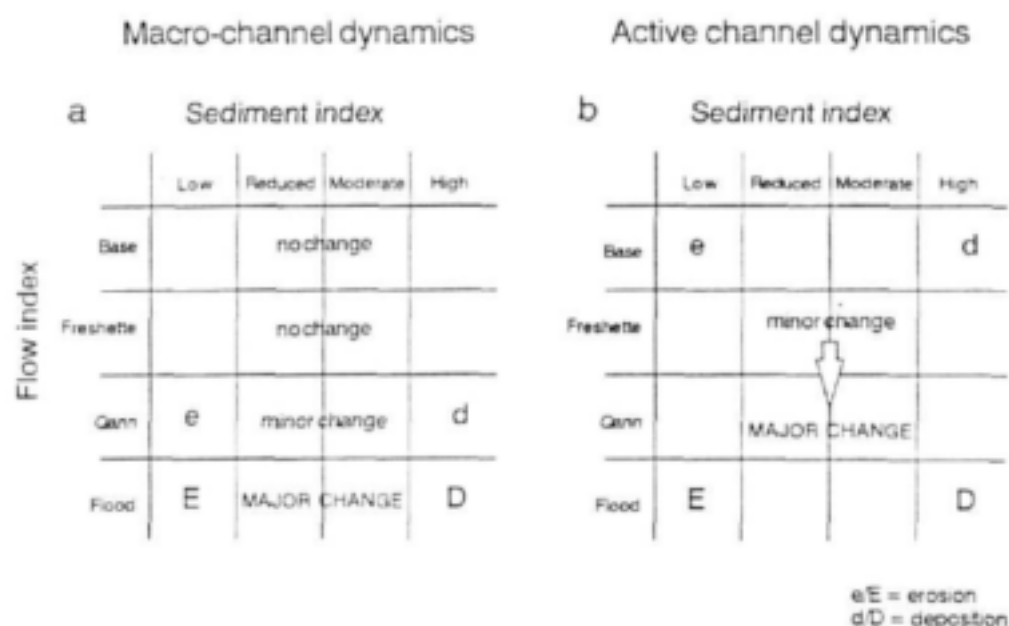 Macro-channel dynamics
Active channel dynamics
a
Sediment index
Low Reduced Moderate High
Flow index
Base no change
Freshette no change
Qann e minor change d
Flood E MAJOR CHANGE D
b
Sediment index
Low Reduced Moderate High
Base e d
Freshette minor change
Qann MAJOR CHANGE
Flood E D
e/E = erosion
d/D = deposition